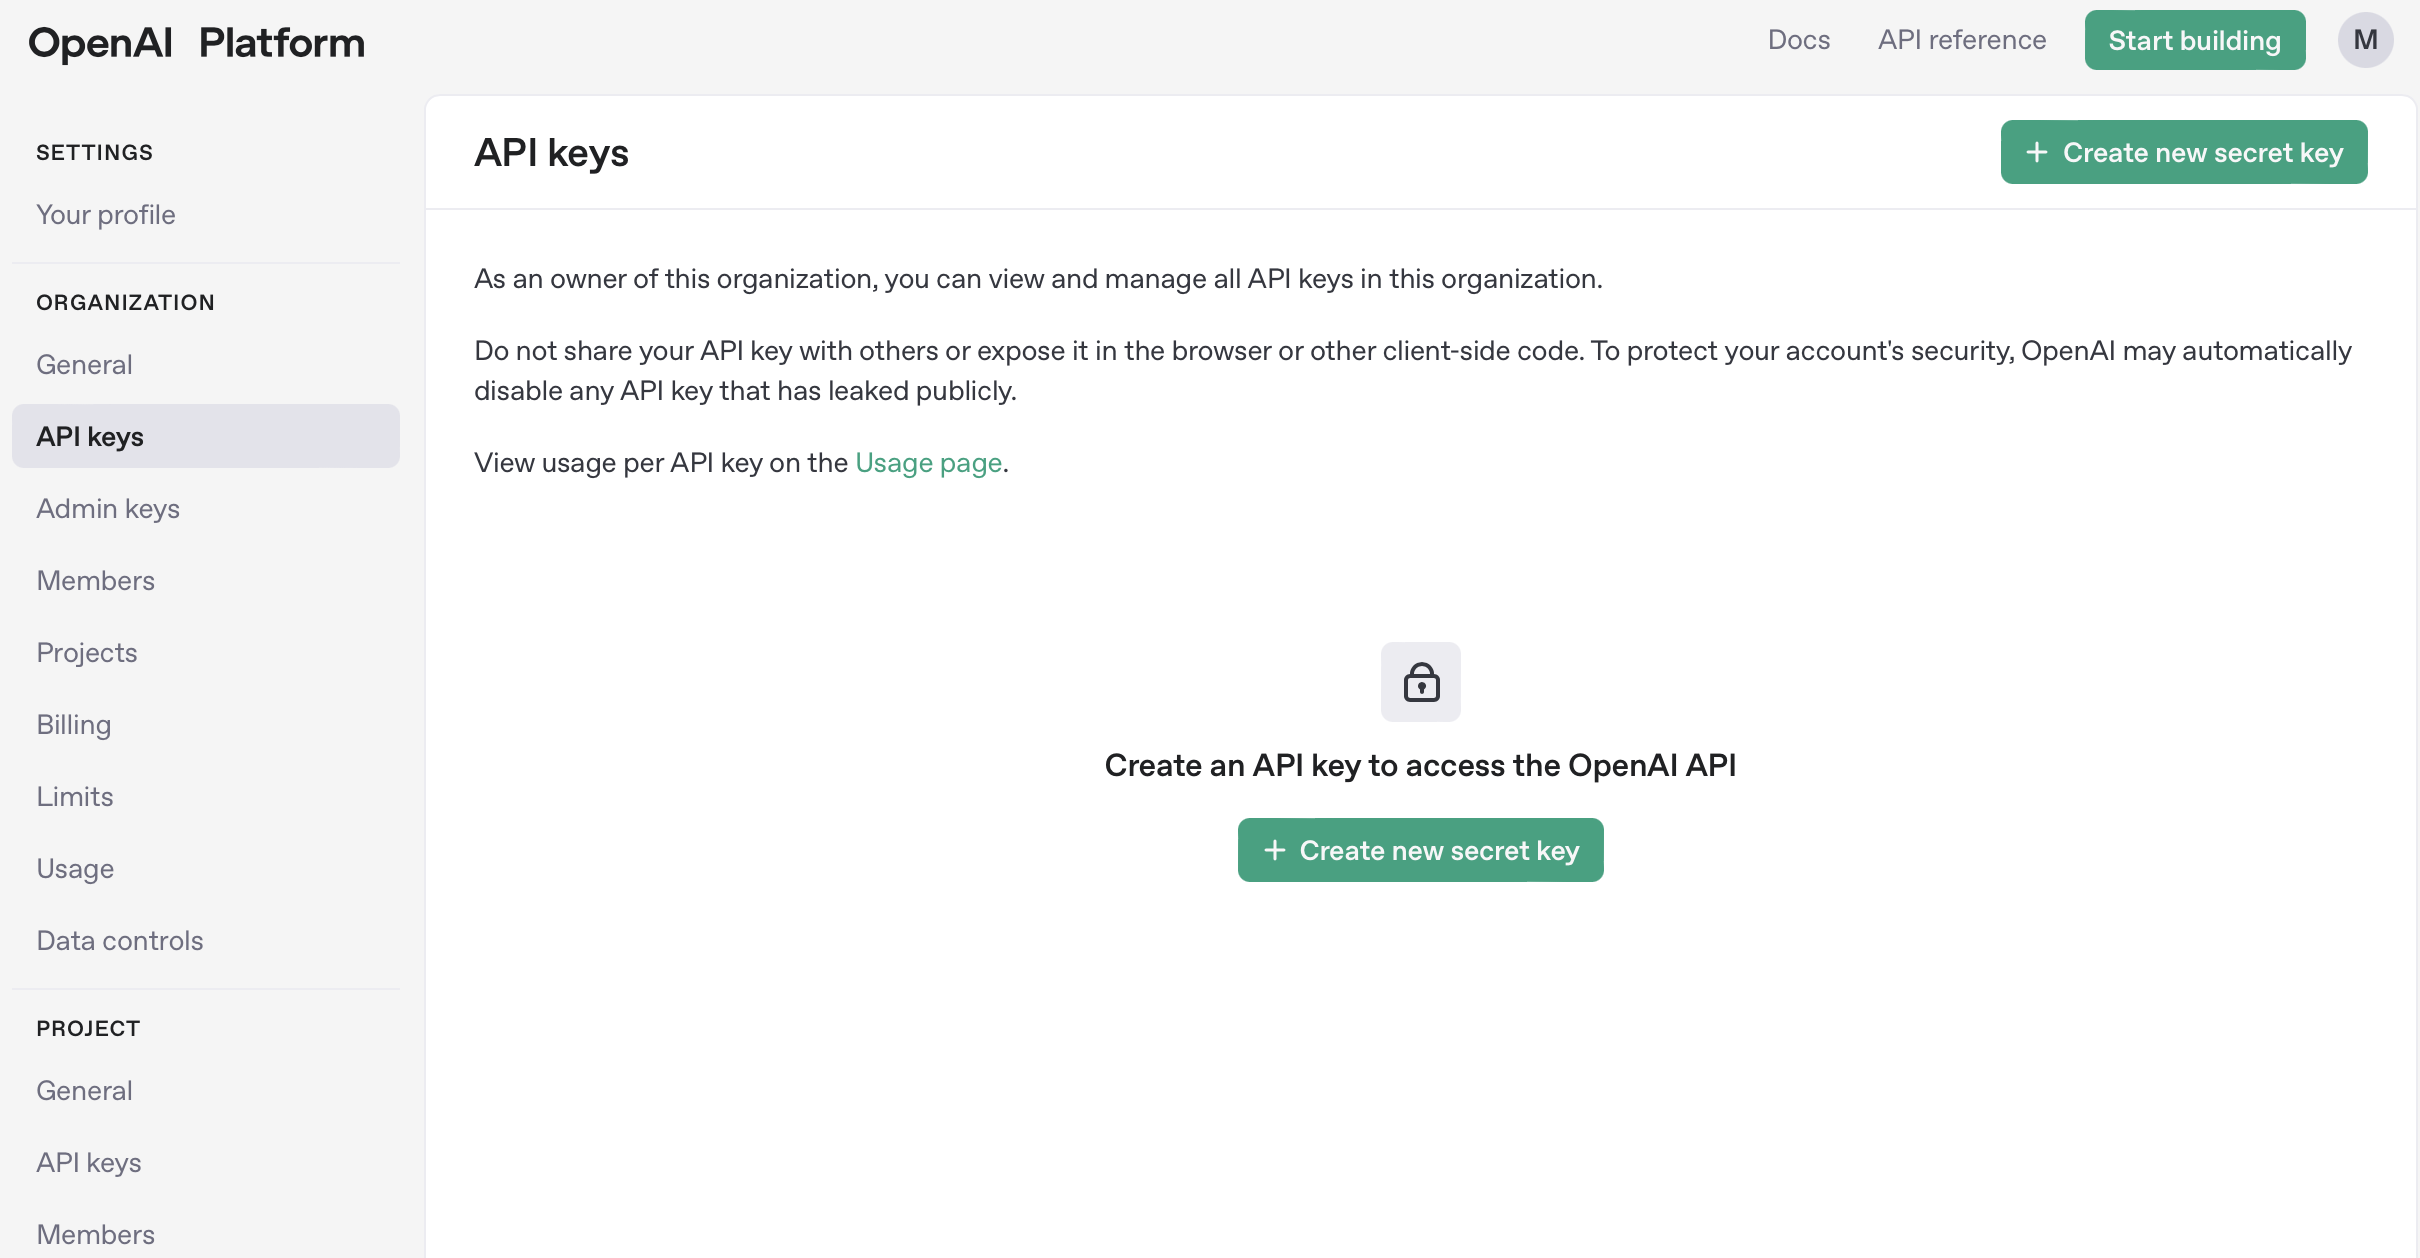 OpenAI Platform
Docs
API reference
Start building
M
SETTINGS
Your profile
ORGANIZATION
General
API keys
Admin keys
Members
Projects
Billing
Limits
Usage
Data controls
PROJECT
General
API keys
Members
API keys
+ Create new secret key
As an owner of this organization, you can view and manage all API keys in this organization.
Do not share your API key with others or expose it in the browser or other client-side code. To protect your account's security, OpenAI may automatically
disable any API key that has leaked publicly.
View usage per API key on the Usage page.
Create an API key to access the OpenAI API
+ Create new secret key